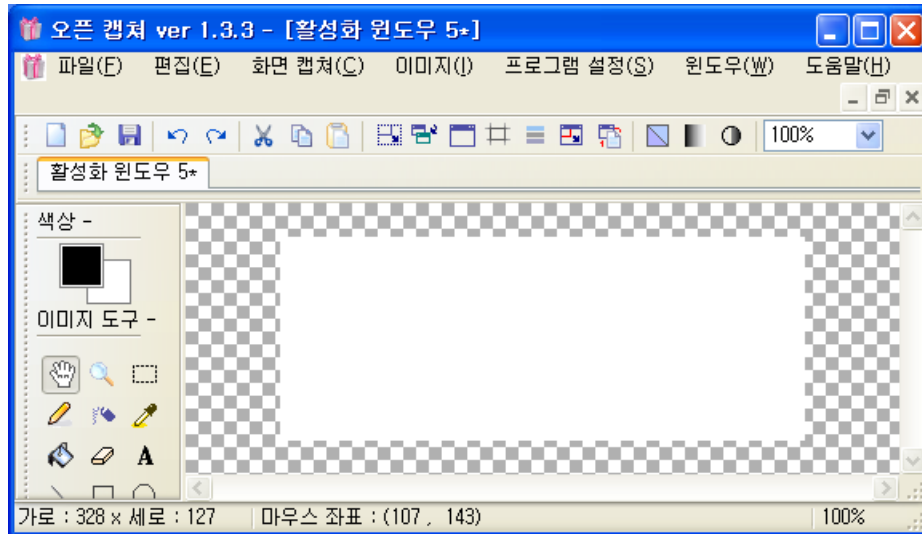 오픈 캡쳐 ver 1.3.3 - [활성화 윈도우 5*]
파일(F) 편집(E) 화면 캡쳐(C) 이미지(I) 프로그램 설정(S) 윈도우(W) 도움말(H)
100%
활성화 윈도우 5*
색상 -
이미지 도구 -
A
가로 : 328 x 세로 : 127 마우스 좌표 : (107 , 143) 100%